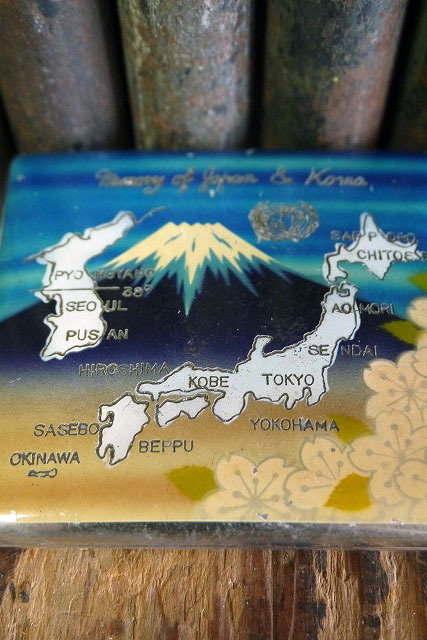 Memory of Japan & Korea
SAPPORO
CHITOSE
PYONGYANG
38°
SEOUL
AOMORI
PUSAN
SENDAI
HIROSHIMA
KOBE
TOKYO
YOKOHAMA
SASEBO
BEPPU
OKINAWA